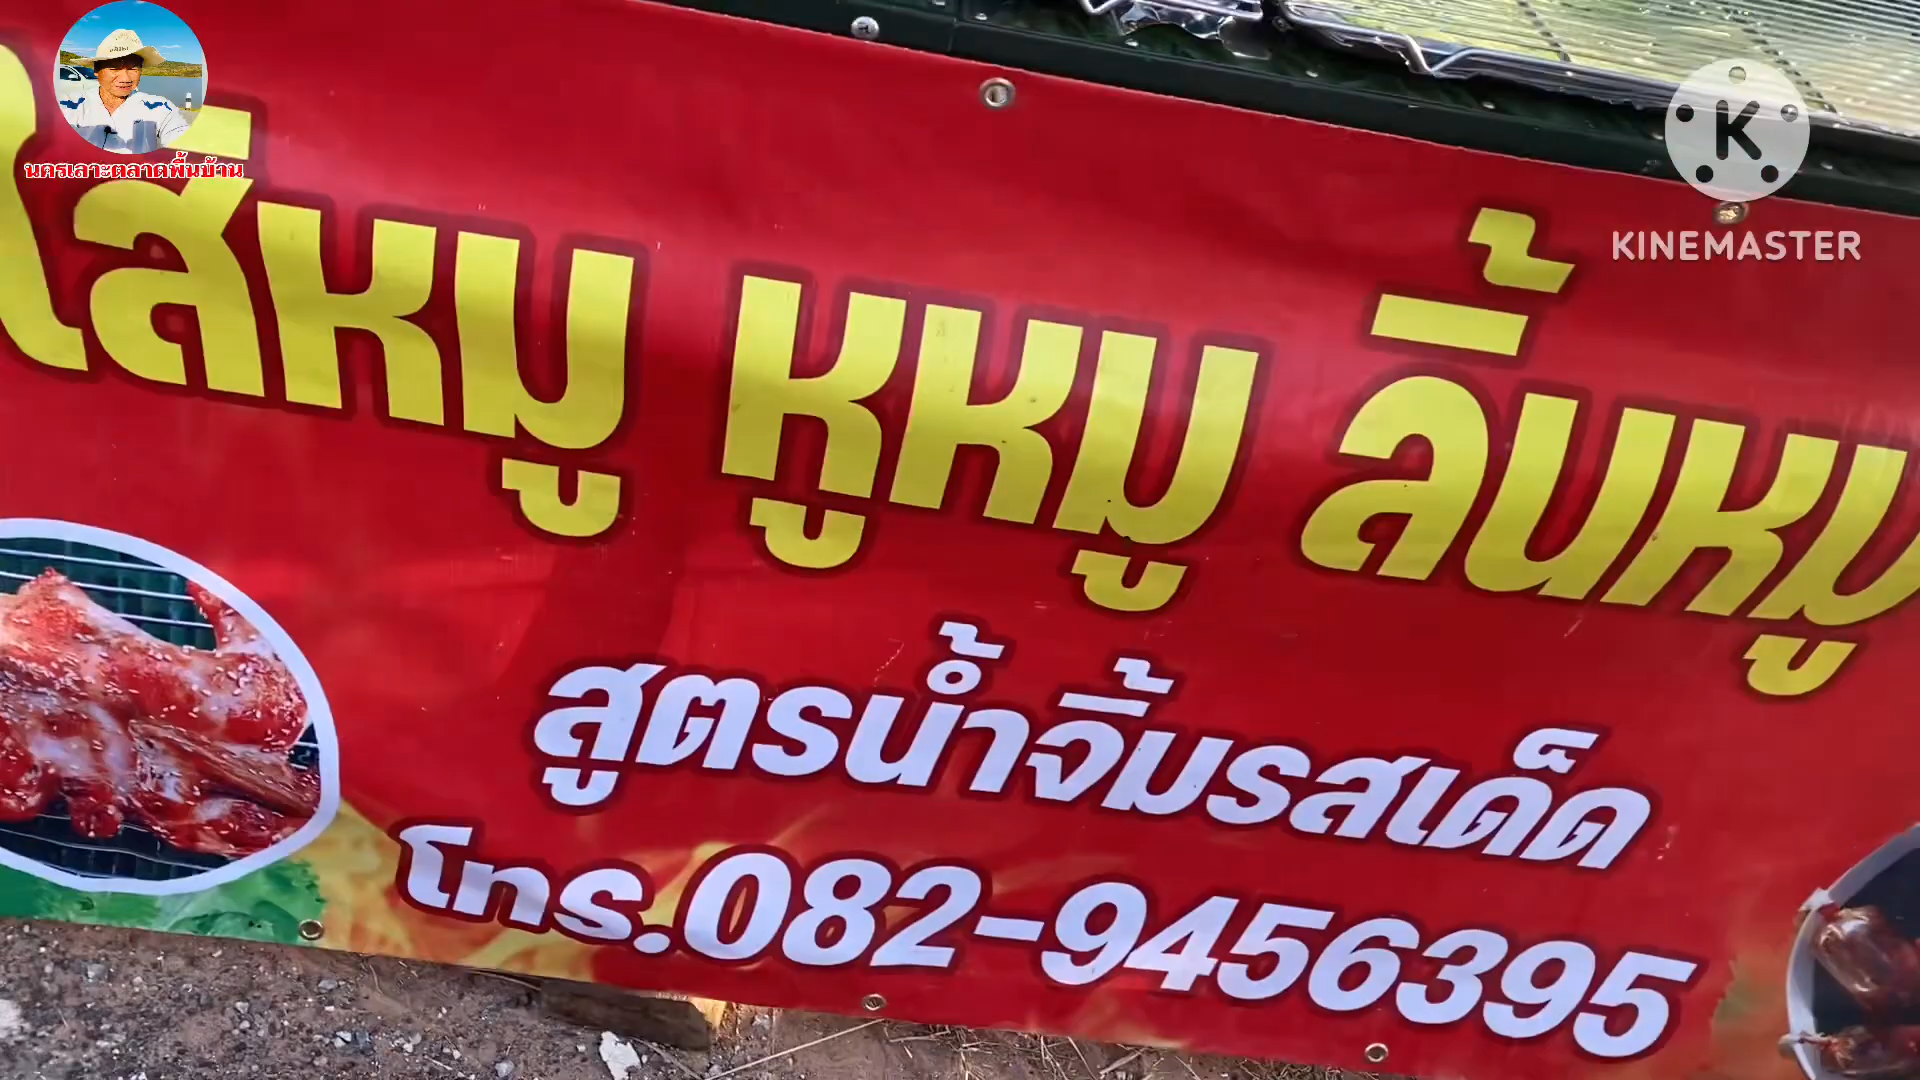 นครเลาะตลาดพื้นบ้าน
KINEMASTER
ไส้หมู หูหมู ลิ้นหมู
สูตรน้ำจิ้มรสเด็ด
โทร.082-9456395